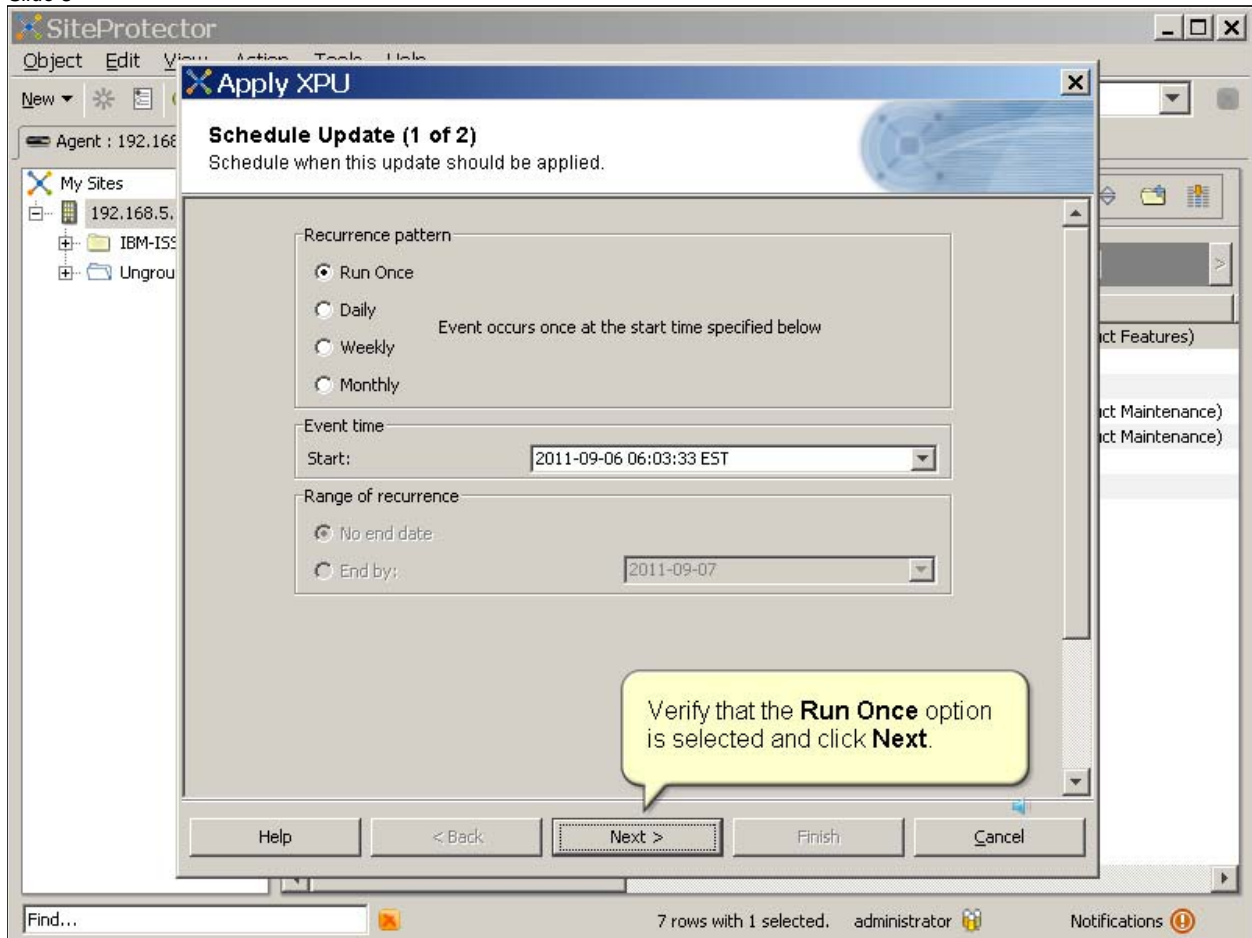 SiteProtector
Object Edit View Action Tools Help
New
Agent : 192.168
My Sites
192.168.5.
IBM-ISS
Ungrou
Apply XPU
Schedule Update (1 of 2)
Schedule when this update should be applied.
Recurrence pattern
Run Once
Daily
Weekly
Monthly
Event occurs once at the start time specified below
Event time
Start: 2011-09-06 06:03:33 EST
Range of recurrence
No end date
End by: 2011-09-07
Verify that the Run Once option
is selected and click Next.
Help < Back Next > Finish Cancel
ct Features)
ct Maintenance)
ct Maintenance)
Find...
7 rows with 1 selected. administrator Notifications